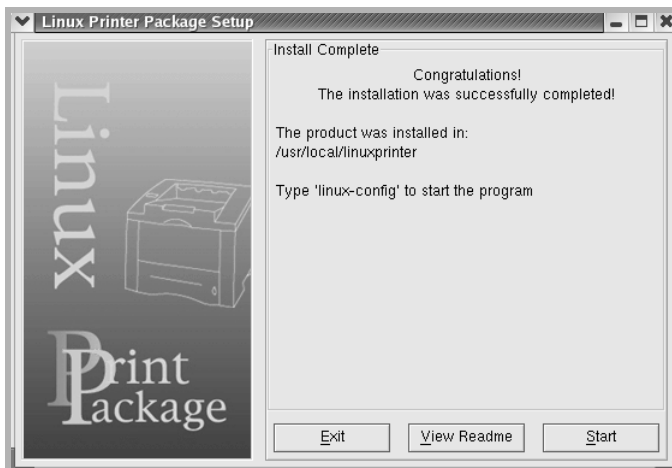 Linux Printer Package Setup
Linux
Print
Package
Install Complete
Congratulations!
The installation was successfully completed!
The product was installed in:
/usr/local/linuxprinter
Type 'linux-config' to start the program
Exit
View Readme
Start